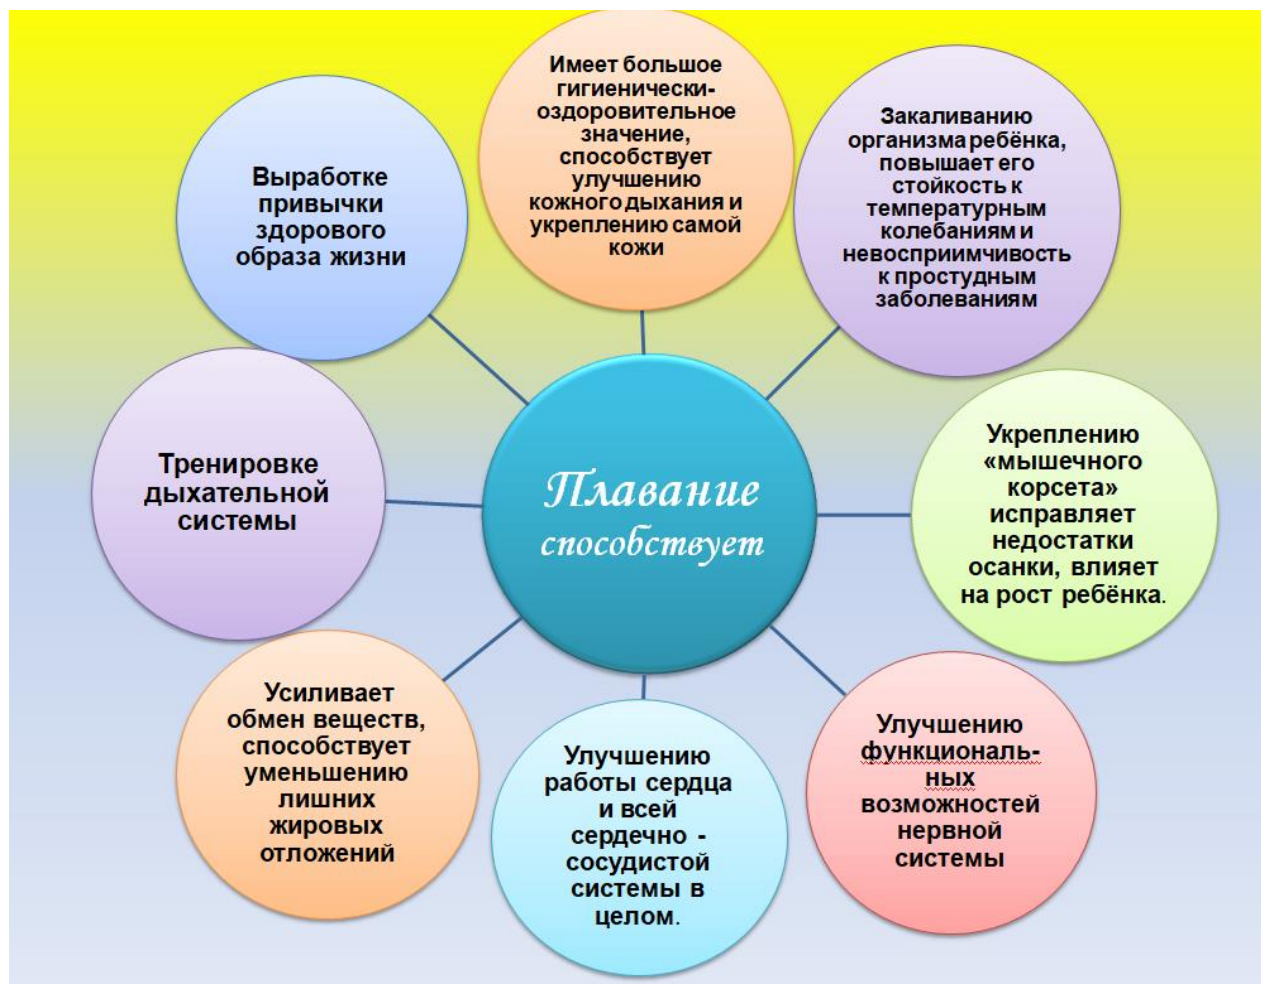 Плавание
способствует
Имеет большое
гигиенически-
оздоровительное
значение,
способствует
улучшению
кожного дыхания и
укреплению самой
кожи
Закаливанию
организма ребёнка,
повышает его
стойкость к
температурным
колебаниям и
невосприимчивость
к простудным
заболеваниям
Укреплению
«мышечного
корсета»
исправляет
недостатки
осанки, влияет
на рост ребёнка.
Улучшению
функциональ-
ных
возможностей
нервной
системы
Улучшению
работы сердца
и всей
сердечно -
сосудистой
системы в
целом.
Усиливает
обмен веществ,
способствует
уменьшению
лишних
жировых
отложений
Тренировке
дыхательной
системы
Выработке
привычки
здорового
образа жизни